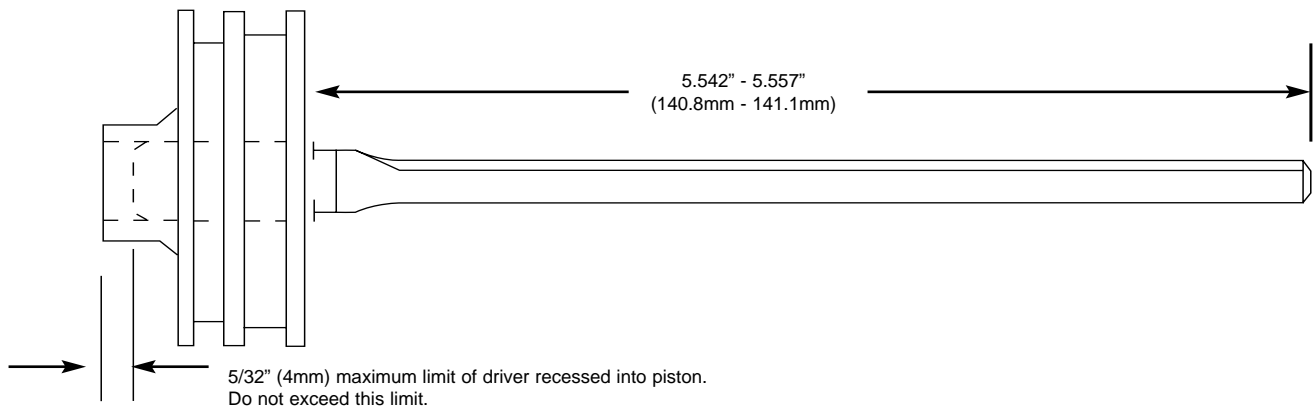 5.542” - 5.557”
(140.8mm - 141.1mm)
5/32” (4mm) maximum limit of driver recessed into piston.
Do not exceed this limit.